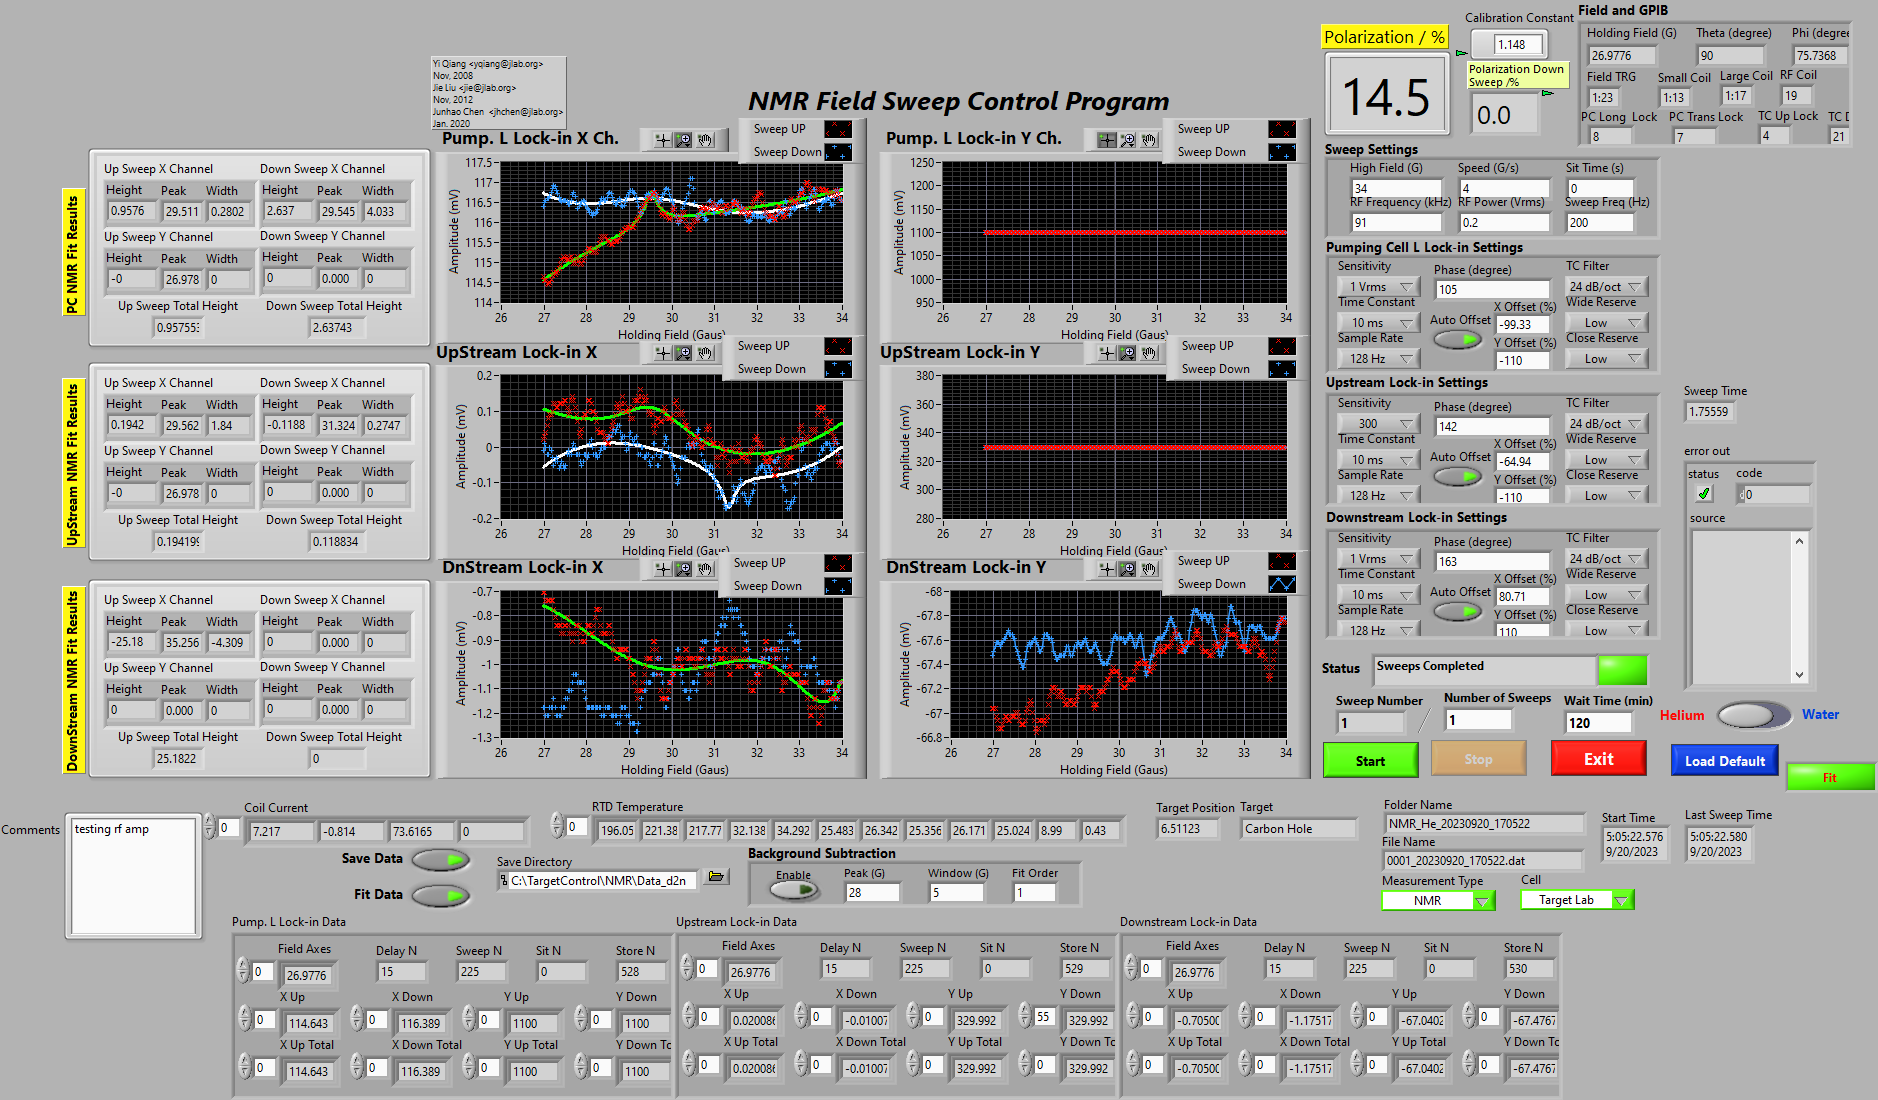 Yi Qiang <yqiang@jlab.org>
Nov, 2008
Jie Liu <jie@jlab.org>
Nov, 2012
Junhao Chen <jhchen@jlab.org>
Jan. 2020
NMR Field Sweep Control Program
Polarization / %
14.5
Calibration Constant
1.148
Polarization Down
Sweep /%
0.0
Field and GPIB
Holding Field (G) Theta (degree) Phi (degree
26.9776 90 75.7368
Field TRG Small Coil Large Coil RF Coil
1:23 1:13 1:17 19
PC Long Lock PC Trans Lock TC Up Lock TC D
8 7 4 21
PC NMR Fit Results
Up Sweep X Channel Down Sweep X Channel
Height Peak Width Height Peak Width
0.9576 29.511 0.2802 2.637 29.545 4.033
Up Sweep Y Channel Down Sweep Y Channel
Height Peak Width Height Peak Width
-0 26.978 0 0 0.000 0
Up Sweep Total Height Down Sweep Total Height
0.95755 2.63743
UpStream NMR Fit Results
Up Sweep X Channel Down Sweep X Channel
Height Peak Width Height Peak Width
0.1942 29.562 1.84 -0.1188 31.324 0.2747
Up Sweep Y Channel Down Sweep Y Channel
Height Peak Width Height Peak Width
-0 26.978 0 0 0.000 0
Up Sweep Total Height Down Sweep Total Height
0.19419 0.118834
DownStream NMR Fit Results
Up Sweep X Channel Down Sweep X Channel
Height Peak Width Height Peak Width
-25.18 35.256 -4.309 0 0.000 0
Up Sweep Y Channel Down Sweep Y Channel
Height Peak Width Height Peak Width
0 0.000 0 0 0.000 0
Up Sweep Total Height Down Sweep Total Height
25.1822 0
Pump. L Lock-in X Ch.
Sweep UP
Sweep Down
Amplitude (mV)
117.5
117
116.5
116
115.5
115
114.5
114
26 27 28 29 30 31 32 33 34
Holding Field (Gaus)
Pump. L Lock-in Y Ch.
Sweep UP
Sweep Down
Amplitude (mV)
1250
1200
1150
1100
1050
1000
950
26 27 28 29 30 31 32 33 34
Holding Field (Gaus)
UpStream Lock-in X
Sweep UP
Sweep Down
Amplitude (mV)
0.2
0.1
0
-0.1
-0.2
26 27 28 29 30 31 32 33 34
Holding Field (Gaus)
UpStream Lock-in Y
Sweep UP
Sweep Down
Amplitude (mV)
380
360
340
320
300
280
26 27 28 29 30 31 32 33 34
Holding Field (Gaus)
DnStream Lock-in X
Sweep UP
Sweep Down
Amplitude (mV)
-0.7
-0.8
-0.9
-1
-1.1
-1.2
-1.3
26 27 28 29 30 31 32 33 34
Holding Field (Gaus)
DnStream Lock-in Y
Sweep UP
Sweep Down
Amplitude (mV)
-68
-67.8
-67.6
-67.4
-67.2
-67
-66.8
26 27 28 29 30 31 32 33 34
Holding Field (Gaus)
Sweep Settings
High Field (G) Speed (G/s) Sit Time (s)
34 4 0
RF Frequency (kHz) RF Power (Vrms) Sweep Freq (Hz)
91 0.2 200
Pumping Cell L Lock-in Settings
Sensitivity Phase (degree) TC Filter
1 Vrms 105 24 dB/oct
Time Constant X Offset (%) Wide Reserve
10 ms Auto Offset -99.33 Low
Sample Rate Y Offset (%) Close Reserve
128 Hz -110 Low
Upstream Lock-in Settings
Sensitivity Phase (degree) TC Filter
300 142 24 dB/oct
Time Constant X Offset (%) Wide Reserve
10 ms Auto Offset -64.94 Low
Sample Rate Y Offset (%) Close Reserve
128 Hz -110 Low
Downstream Lock-in Settings
Sensitivity Phase (degree) TC Filter
1 Vrms 163 24 dB/oct
Time Constant X Offset (%) Wide Reserve
10 ms Auto Offset 80.71 Low
Sample Rate Y Offset (%) Close Reserve
128 Hz 110 Low
Sweep Time
1.75559
error out
status code
0
source
Status Sweeps Completed
Sweep Number Number of Sweeps Wait Time (min)
1 / 1 120
Helium Water
Start Stop Exit Load Default Fit
Comments
testing rf amp
Coil Current
0 7.217 -0.814 73.6165 0
RTD Temperature
0 196.05 221.38 217.77 32.138 34.292 25.483 26.342 25.356 26.171 25.024 8.99 0.43
Target Position Target
6.51123 Carbon Hole
Save Data
Fit Data
Save Directory
C:\TargetControl\NMR\Data_d2n
Background Subtraction
Enable Peak (G) Window (G) Fit Order
28 5 1
Folder Name
NMR_He_20230920_170522
File Name
0001_20230920_170522.dat
Measurement Type Cell
NMR Target Lab
Start Time
5:05:22.576
9/20/2023
Last Sweep Time
5:05:22.580
9/20/2023
Pump. L Lock-in Data
Field Axes Delay N Sweep N Sit N Store N
0 26.9776 15 225 0 528
X Up X Down Y Up Y Down
0 114.643 0 116.389 0 1100 0 1100
X Up Total X Down Total Y Up Total Y Down To
0 114.643 0 116.389 0 1100 0 1100
Upstream Lock-in Data
Field Axes Delay N Sweep N Sit N Store N
0 26.9776 15 225 0 529
X Up X Down Y Up Y Down
0 0.020086 0 -0.01007 0 329.992 55 329.992
X Up Total X Down Total Y Up Total Y Down To
0 0.020086 0 -0.01007 0 329.992 0 329.992
Downstream Lock-in Data
Field Axes Delay N Sweep N Sit N Store N
0 26.9776 15 225 0 530
X Up X Down Y Up Y Down
0 -0.70500 0 -1.17517 0 -67.0402 0 -67.4767
X Up Total X Down Total Y Up Total Y Down To
0 -0.70500 0 -1.17517 0 -67.0402 0 -67.4767